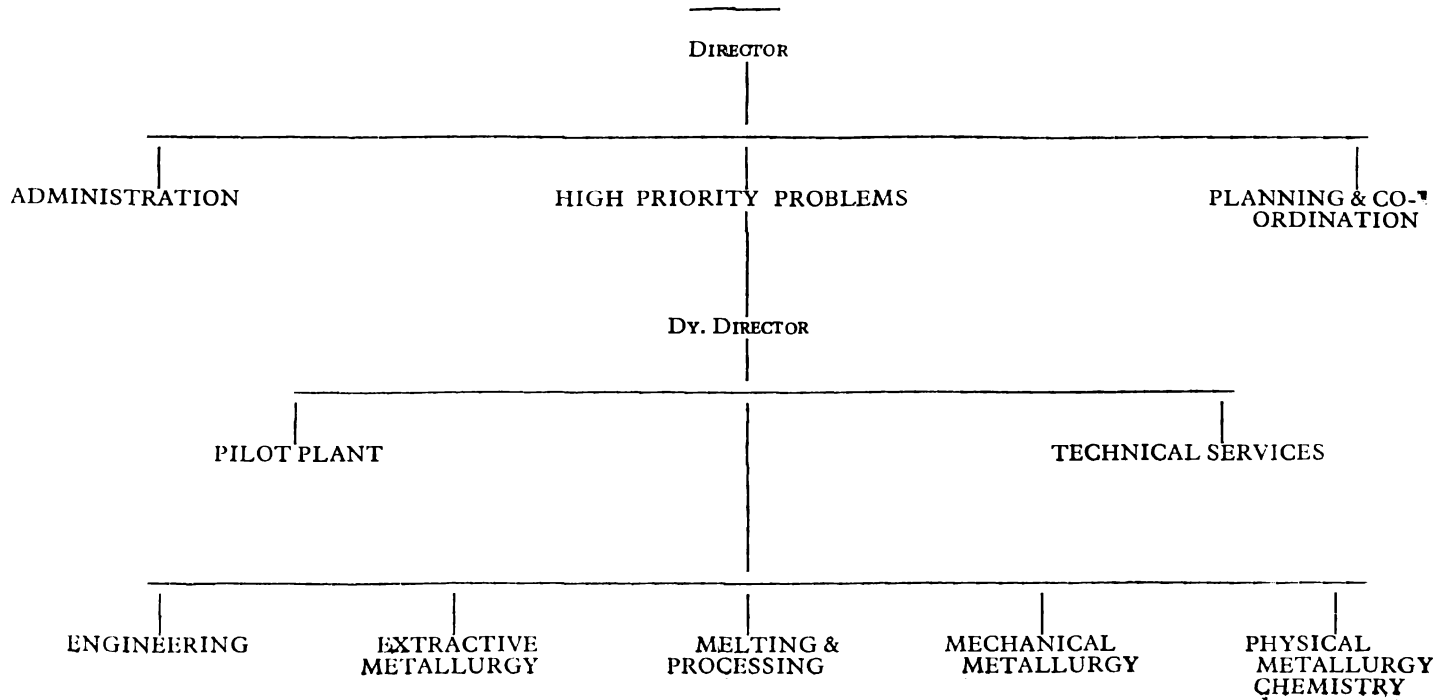 DIRECTOR
ADMINISTRATION HIGH PRIORITY PROBLEMS PLANNING & CO-
ORDINATION
DY. DIRECTOR
PILOT PLANT TECHNICAL SERVICES
ENGINEERING EXTRACTIVE MELTING & MECHANICAL PHYSICAL
METALLURGY PROCESSING METALLURGY METALLURGY
CHEMISTRY